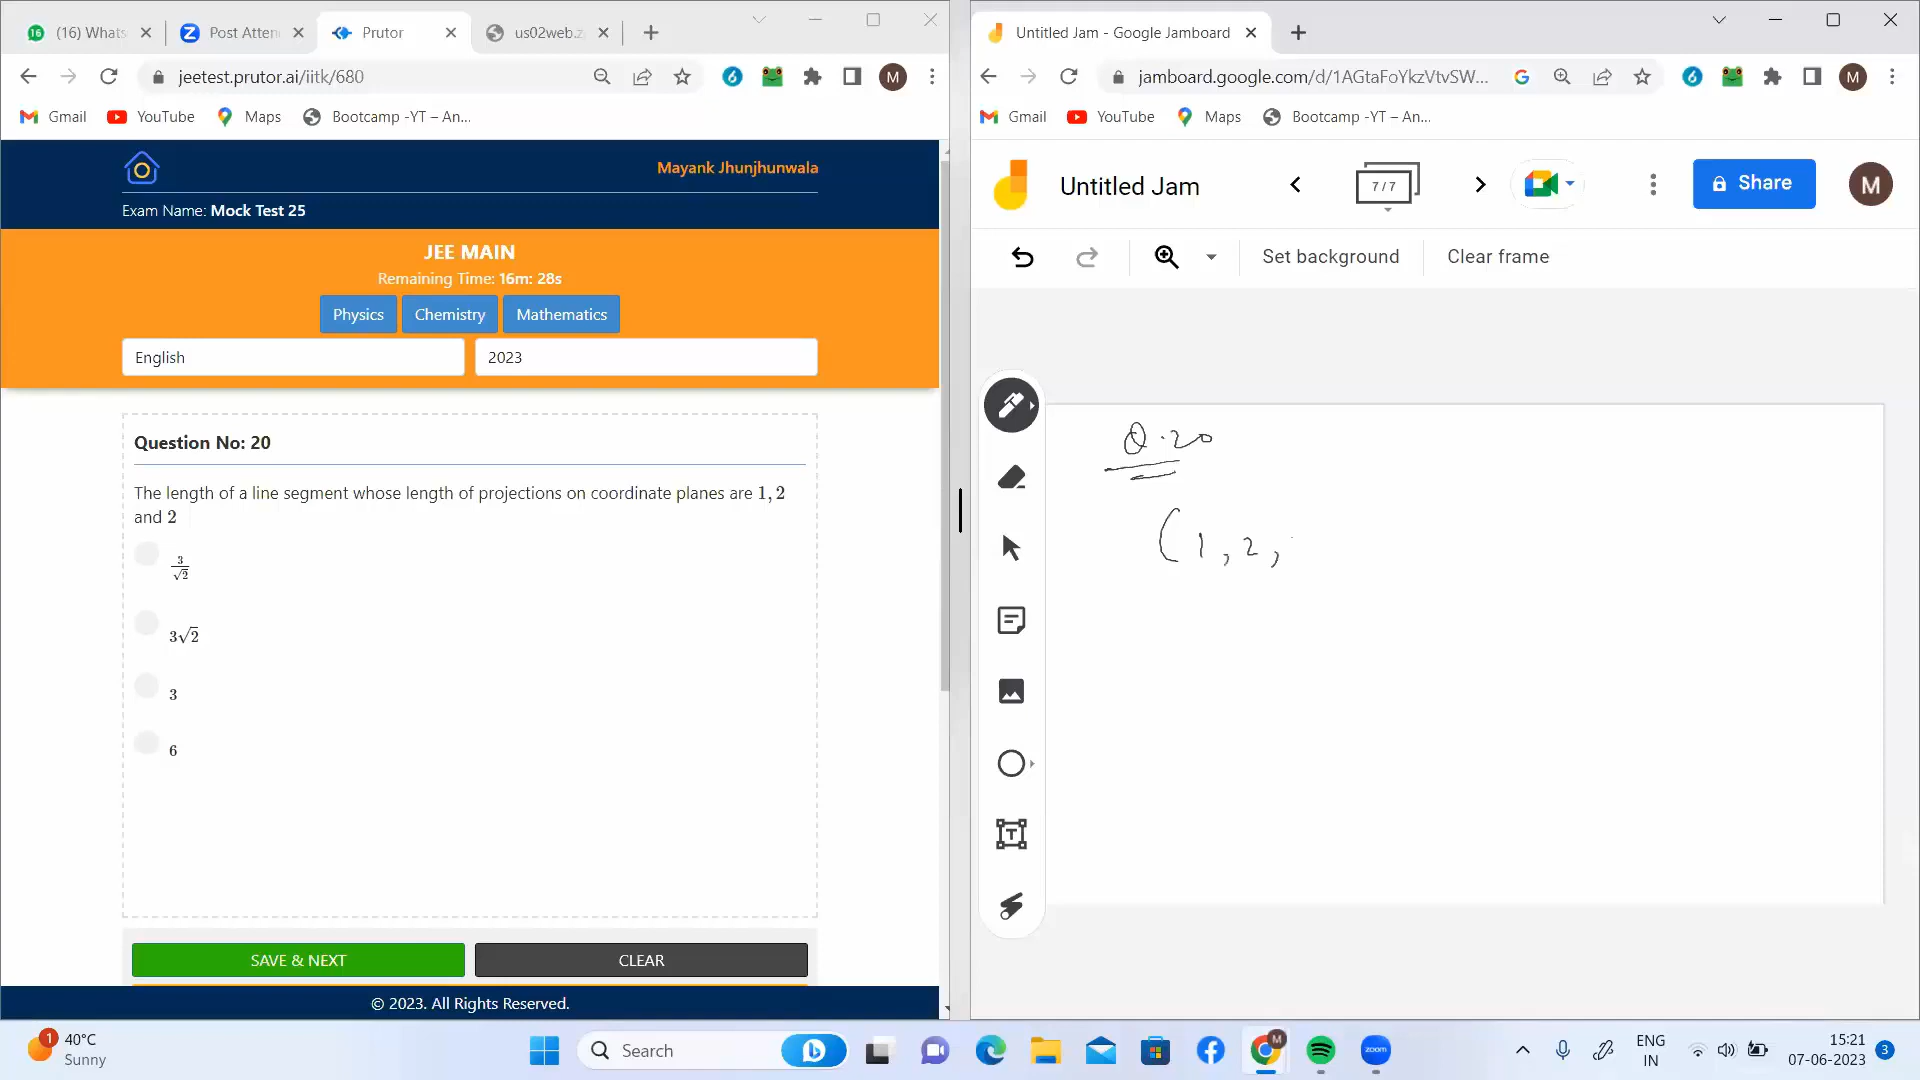 (16) Whats
Post Atten
Prutor
us02web.z
jeetest.prutor.ai/iitk/680
M
Gmail
YouTube
Maps
Bootcamp -YT – An...
Mayank Jhunjhunwala
Exam Name: Mock Test 25
JEE MAIN
Remaining Time: 16m: 28s
Physics
Chemistry
Mathematics
English
2023
Question No: 20
The length of a line segment whose length of projections on coordinate planes are 1, 2
and 2
3/√2
3√2
3
6
SAVE & NEXT
CLEAR
© 2023. All Rights Reserved.
Untitled Jam - Google Jamboard
jamboard.google.com/d/1AGtaFoYkzVtvSW...
M
Gmail
YouTube
Maps
Bootcamp -YT – An...
Untitled Jam
7 / 7
Share
M
Set background
Clear frame
Q.20
(1, 2,
1
40°C
Sunny
Search
M
zoom
ENG
IN
15:21
07-06-2023
3